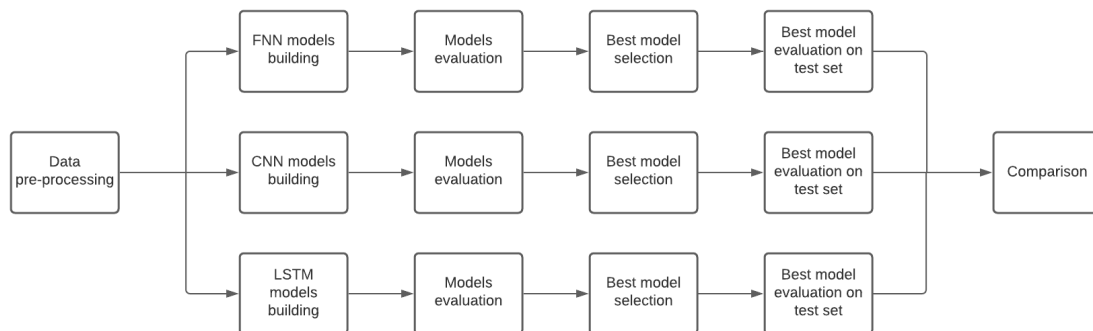 FNN models
building
Models
evaluation
Best model
selection
Best model
evaluation on
test set
Data
pre-processing
CNN models
building
Models
evaluation
Best model
selection
Best model
evaluation on
test set
Comparison
LSTM
models
building
Models
evaluation
Best model
selection
Best model
evaluation on
test set